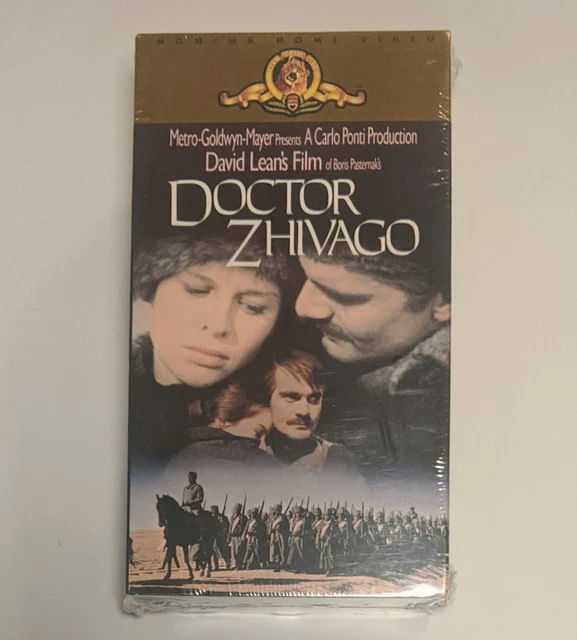 MGM/UA HOME VIDEO
Metro-Goldwyn-Mayer Presents A Carlo Ponti Production
David Lean's Film of Boris Pasternak's
DOCTOR
ZHIVAGO